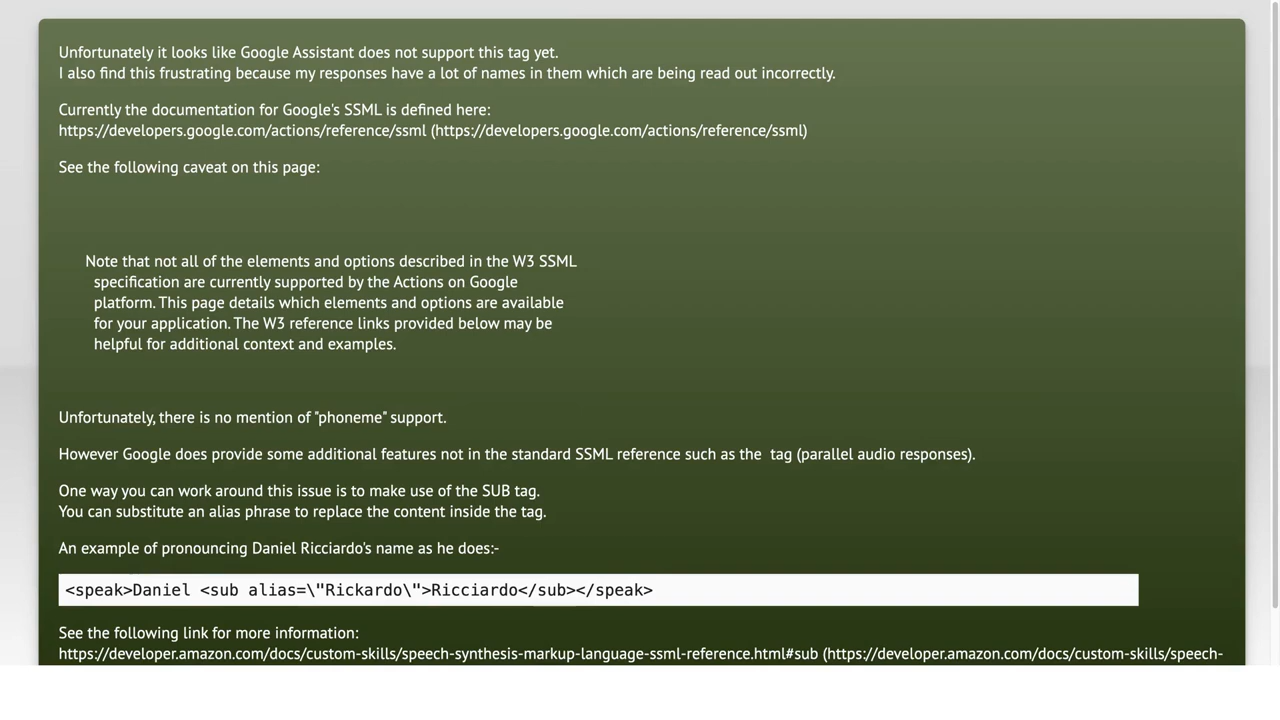 Unfortunately it looks like Google Assistant does not support this tag yet.
I also find this frustrating because my responses have a lot of names in them which are being read out incorrectly.
Currently the documentation for Google's SSML is defined here:
https://developers.google.com/actions/reference/ssml (https://developers.google.com/actions/reference/ssml)
See the following caveat on this page:
Note that not all of the elements and options described in the W3 SSML
specification are currently supported by the Actions on Google
platform. This page details which elements and options are available
for your application. The W3 reference links provided below may be
helpful for additional context and examples.
Unfortunately, there is no mention of "phoneme" support.
However Google does provide some additional features not in the standard SSML reference such as the  tag (parallel audio responses).
One way you can work around this issue is to make use of the SUB tag.
You can substitute an alias phrase to replace the content inside the tag.
An example of pronouncing Daniel Ricciardo's name as he does:-
<speak>Daniel <sub alias=\"Rickardo\">Ricciardo</sub></speak>
See the following link for more information:
https://developer.amazon.com/docs/custom-skills/speech-synthesis-markup-language-ssml-reference.html#sub (https://developer.amazon.com/docs/custom-skills/speech-